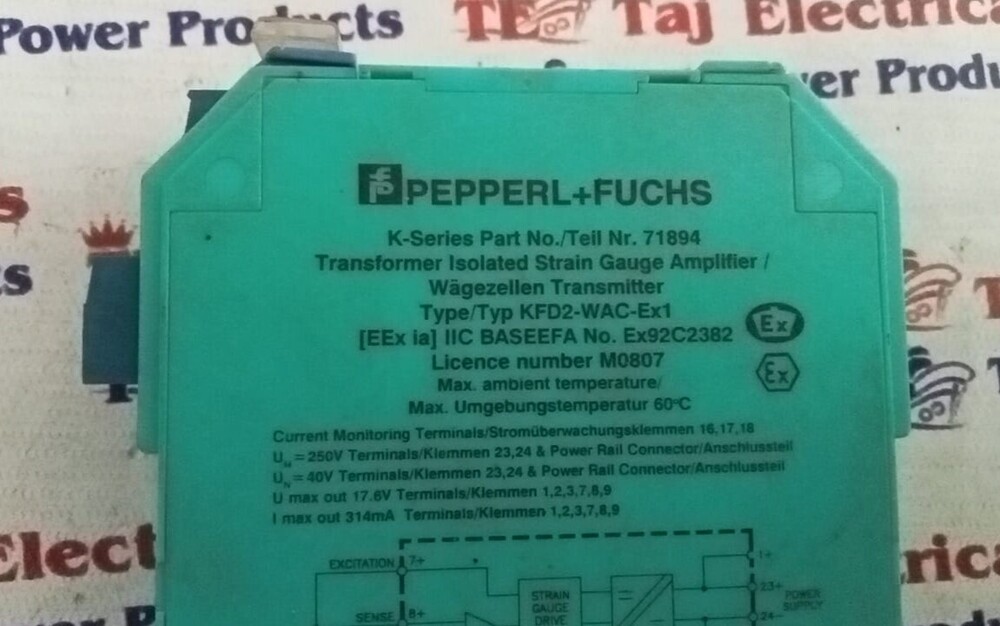 Power Products
TE Taj Electrica
er Produ
PEPPERL+FUCHS
K-Series Part No./Teil Nr. 71894
Transformer Isolated Strain Gauge Amplifier /
Wägezellen Transmitter
Type/Typ KFD2-WAC-Ex1
[EEx ia] IIC BASEEFA No. Ex92C2382
Ex
Licence number M0807
Ex
Max. ambient temperature/
Max. Umgebungstemperatur 60°C
Current Monitoring Terminals/Stromüberwachungsklemmen 16,17,18
UM = 250V Terminals/Klemmen 23,24 & Power Rail Connector/Anschlussteil
UN = 40V Terminals/Klemmen 23,24 & Power Rail Connector/Anschlussteil
U max out 17.6V Terminals/Klemmen 1,2,3,7,8,9
I max out 314mA Terminals/Klemmen 1,2,3,7,8,9
EXCITATION 7+
1+
STRAIN
GAUGE
DRIVE
23+
POWER
SUPPLY
24-
SENSE 8+
Elect
rica